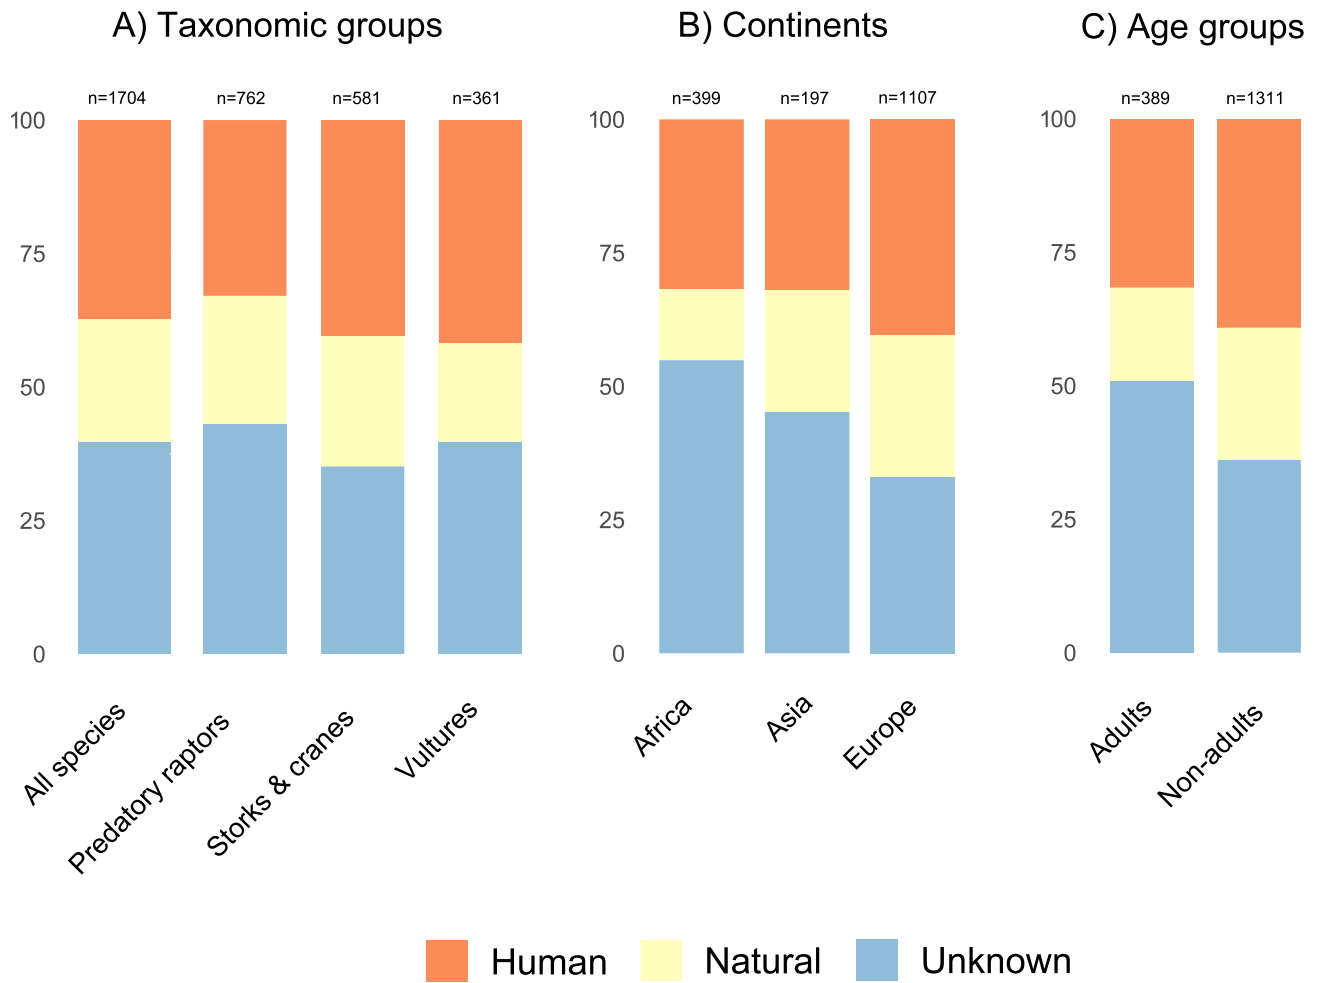 A) Taxonomic groups
n=1704 n=762 n=581 n=361
100
75
50
25
0
All species
Predatory raptors
Storks & cranes
Vultures
B) Continents
n=399 n=197 n=1107
100
75
50
25
0
Africa
Asia
Europe
C) Age groups
n=389 n=1311
100
75
50
25
0
Adults
Non-adults
Human Natural Unknown